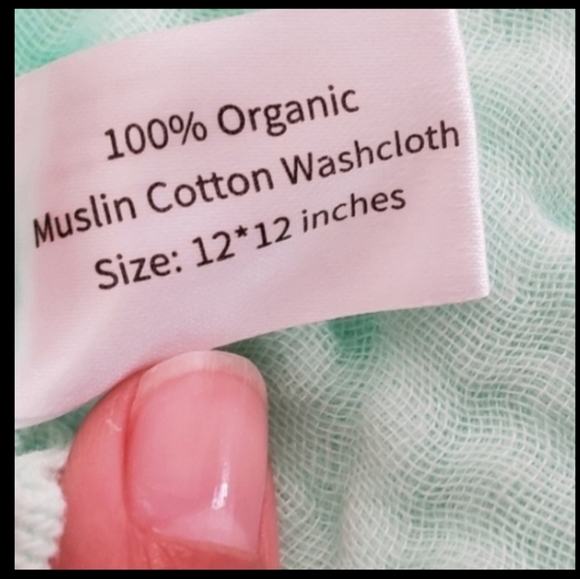 100% Organic
Muslin Cotton Washcloth
Size: 12*12 inches